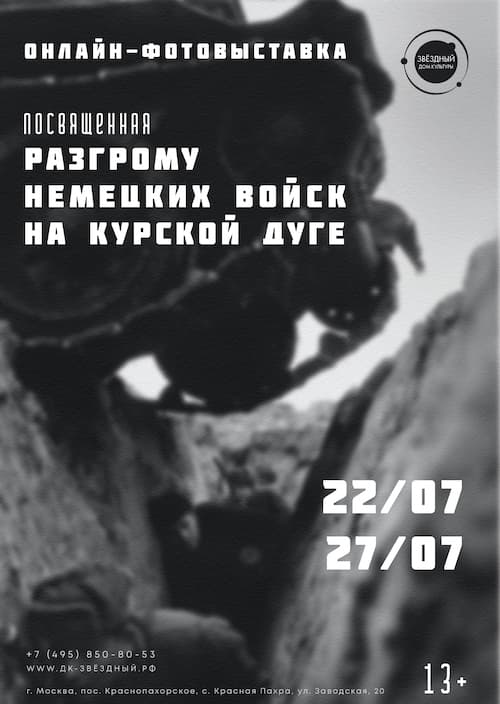 ОНЛАЙН-ФОТОВЫСТАВКА
ЗВЁЗДНЫЙ
ДОМ КУЛЬТУРЫ
ПОСВЯЩЕННАЯ
РАЗГРОМУ
НЕМЕЦКИХ ВОЙСК
НА КУРСКОЙ ДУГЕ
22/07
27/07
+7 (495) 850-80-53
WWW.ДК-ЗВЁЗДНЫЙ.РФ
г. Москва, пос. Краснопахорское, с. Красная Пахра, ул. Заводская, 20
13+